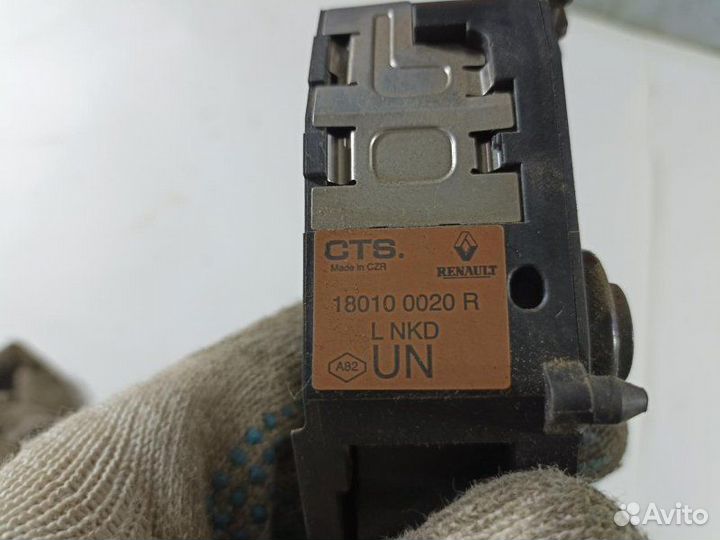 CTS.
Made in CZR
RENAULT
18010 0020 R
L NKD
A82
UN
Avito